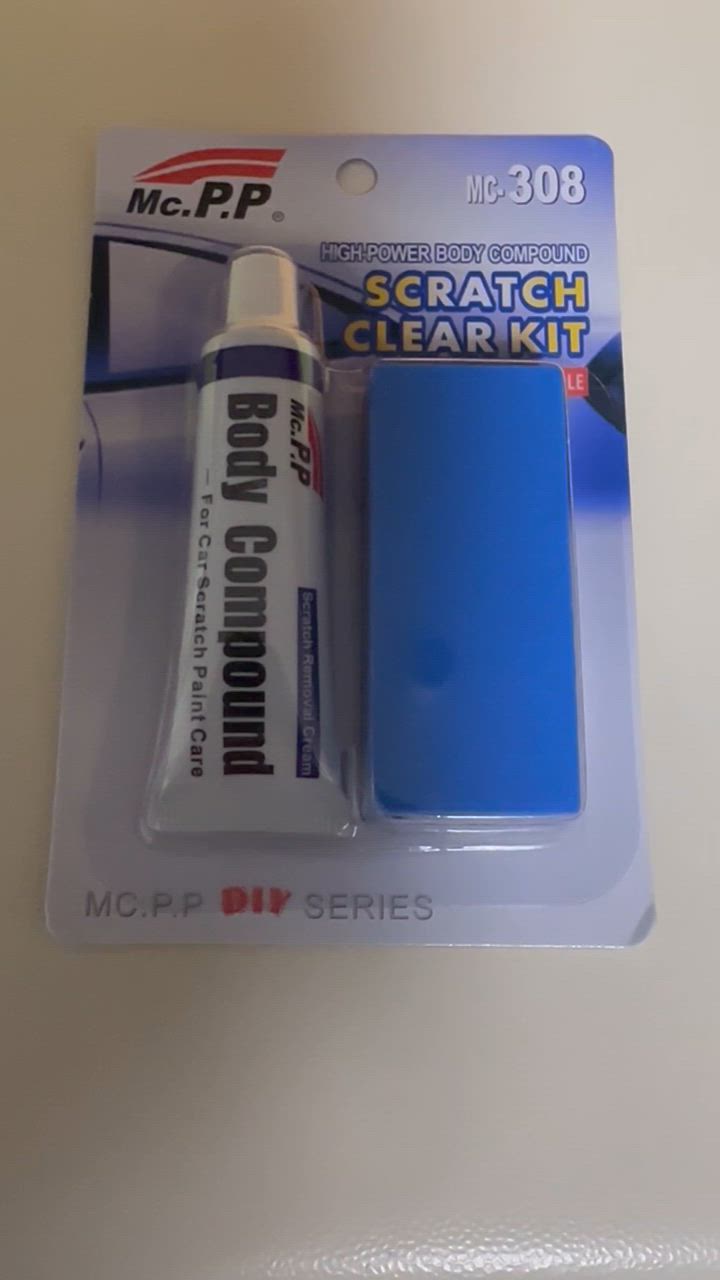 Mc.P.P®
MC-308
HIGH-POWER BODY COMPOUND
SCRATCH
CLEAR KIT
LE
Mc.P.P
Body Compound
— For Car Scratch Paint Care
Scratch Removal Cream
MC.P.P DIY SERIES